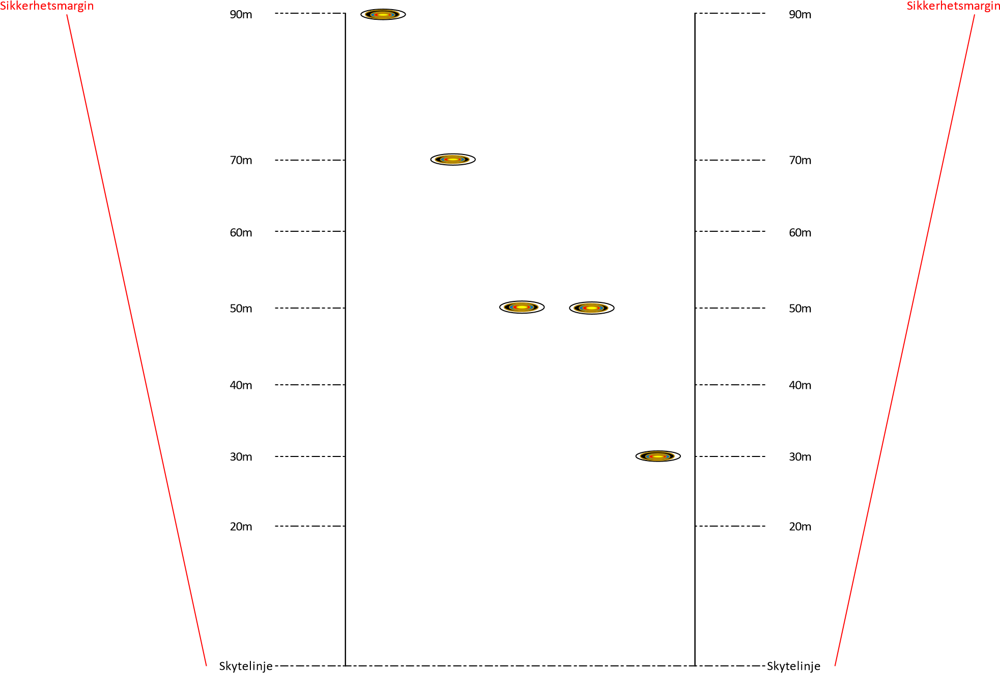 Sikkerhetsmargin Sikkerhetsmargin
90m 90m
70m 70m
60m 60m
50m 50m
40m 40m
30m 30m
20m 20m
Skytelinje Skytelinje